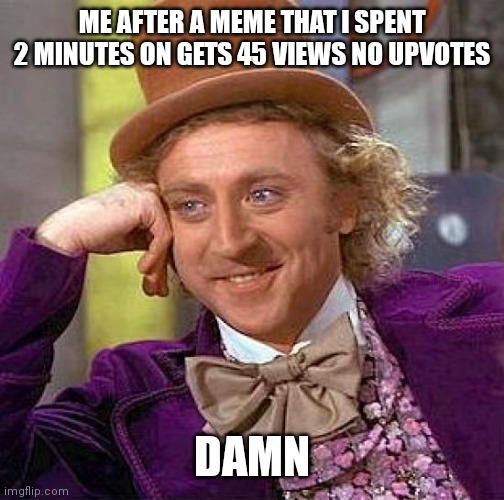 ME AFTER A MEME THAT I SPENT
2 MINUTES ON GETS 45 VIEWS NO UPVOTES
DAMN
imgflip.com